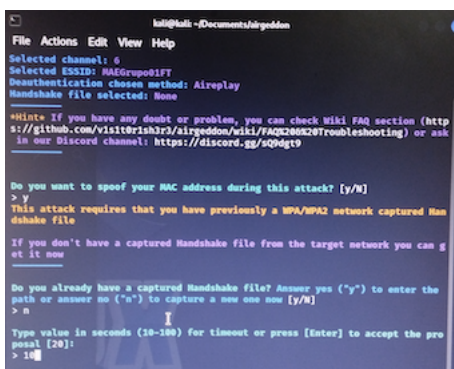 kali@kali: ~/Documents/airgeddon
File Actions Edit View Help
Selected channel: 6
Selected ESSID: MAEGrupo01FT
Deauthentication chosen method: Aireplay
Handshake file selected: None
*Hint* If you have any doubt or problem, you can check Wiki FAQ section (http
s://github.com/v1s1t0r1sh3r3/airgeddon/wiki/FAQ%20&%20Troubleshooting) or ask
in our Discord channel: https://discord.gg/sQ9dgt9
Do you want to spoof your MAC address during this attack? [y/N]
> y
This attack requires that you have previously a WPA/WPA2 network captured Han
dshake file
If you don't have a captured Handshake file from the target network you can g
et it now
Do you already have a captured Handshake file? Answer yes ("y") to enter the
path or answer no ("n") to capture a new one now [y/N]
> n
Type value in seconds (10-100) for timeout or press [Enter] to accept the pro
posal [20]:
> 10